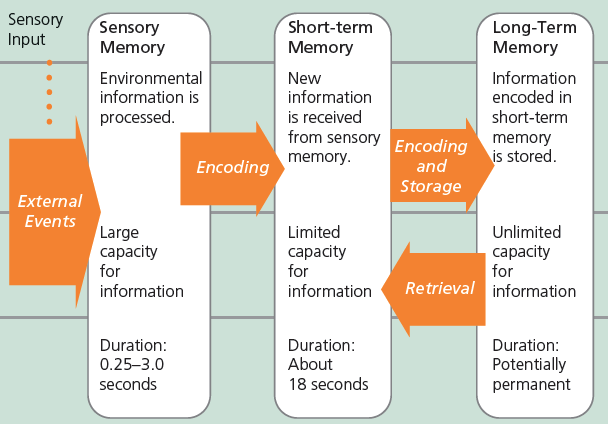 Sensory
Input
External
Events
Sensory
Memory
Environmental
information is
processed.
Large
capacity
for
information
Duration:
0.25–3.0
seconds
Encoding
Short-term
Memory
New
information
is received
from sensory
memory.
Limited
capacity
for
information
Duration:
About
18 seconds
Encoding
and
Storage
Retrieval
Long-Term
Memory
Information
encoded in
short-term
memory
is stored.
Unlimited
capacity
for
information
Duration:
Potentially
permanent